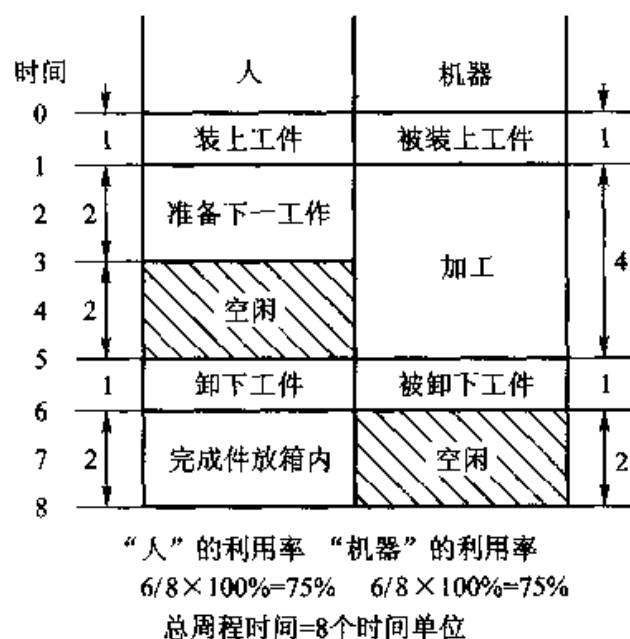 时间 人 机器
0
1 装上工件 被装上工件 1
1
2 2 准备下一工作
3 加工 4
4 2 空闲
5
1 卸下工件 被卸下工件 1
6
7 2 完成件放箱内 空闲 2
8
“人”的利用率 “机器”的利用率
6/8×100%=75% 6/8×100%=75%
总周程时间=8个时间单位